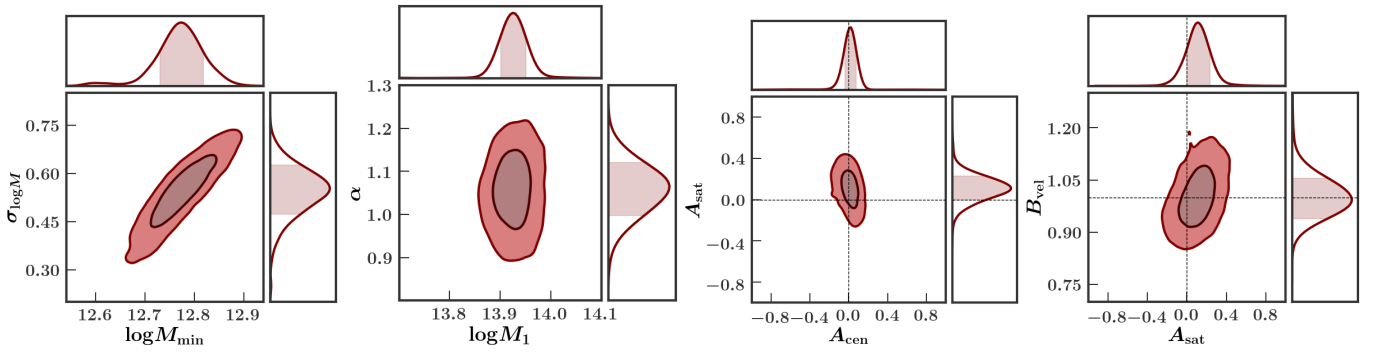 0.75
0.60
0.45
0.30
σ_logM
12.6 12.7 12.8 12.9
logM_min
1.3
1.2
1.1
1.0
0.9
α
13.8 13.9 14.0 14.1
logM_1
0.8
0.4
0.0
−0.4
−0.8
A_sat
−0.8 −0.4 0.0 0.4 0.8
A_cen
1.20
1.05
0.90
0.75
B_vel
−0.8 −0.4 0.0 0.4 0.8
A_sat